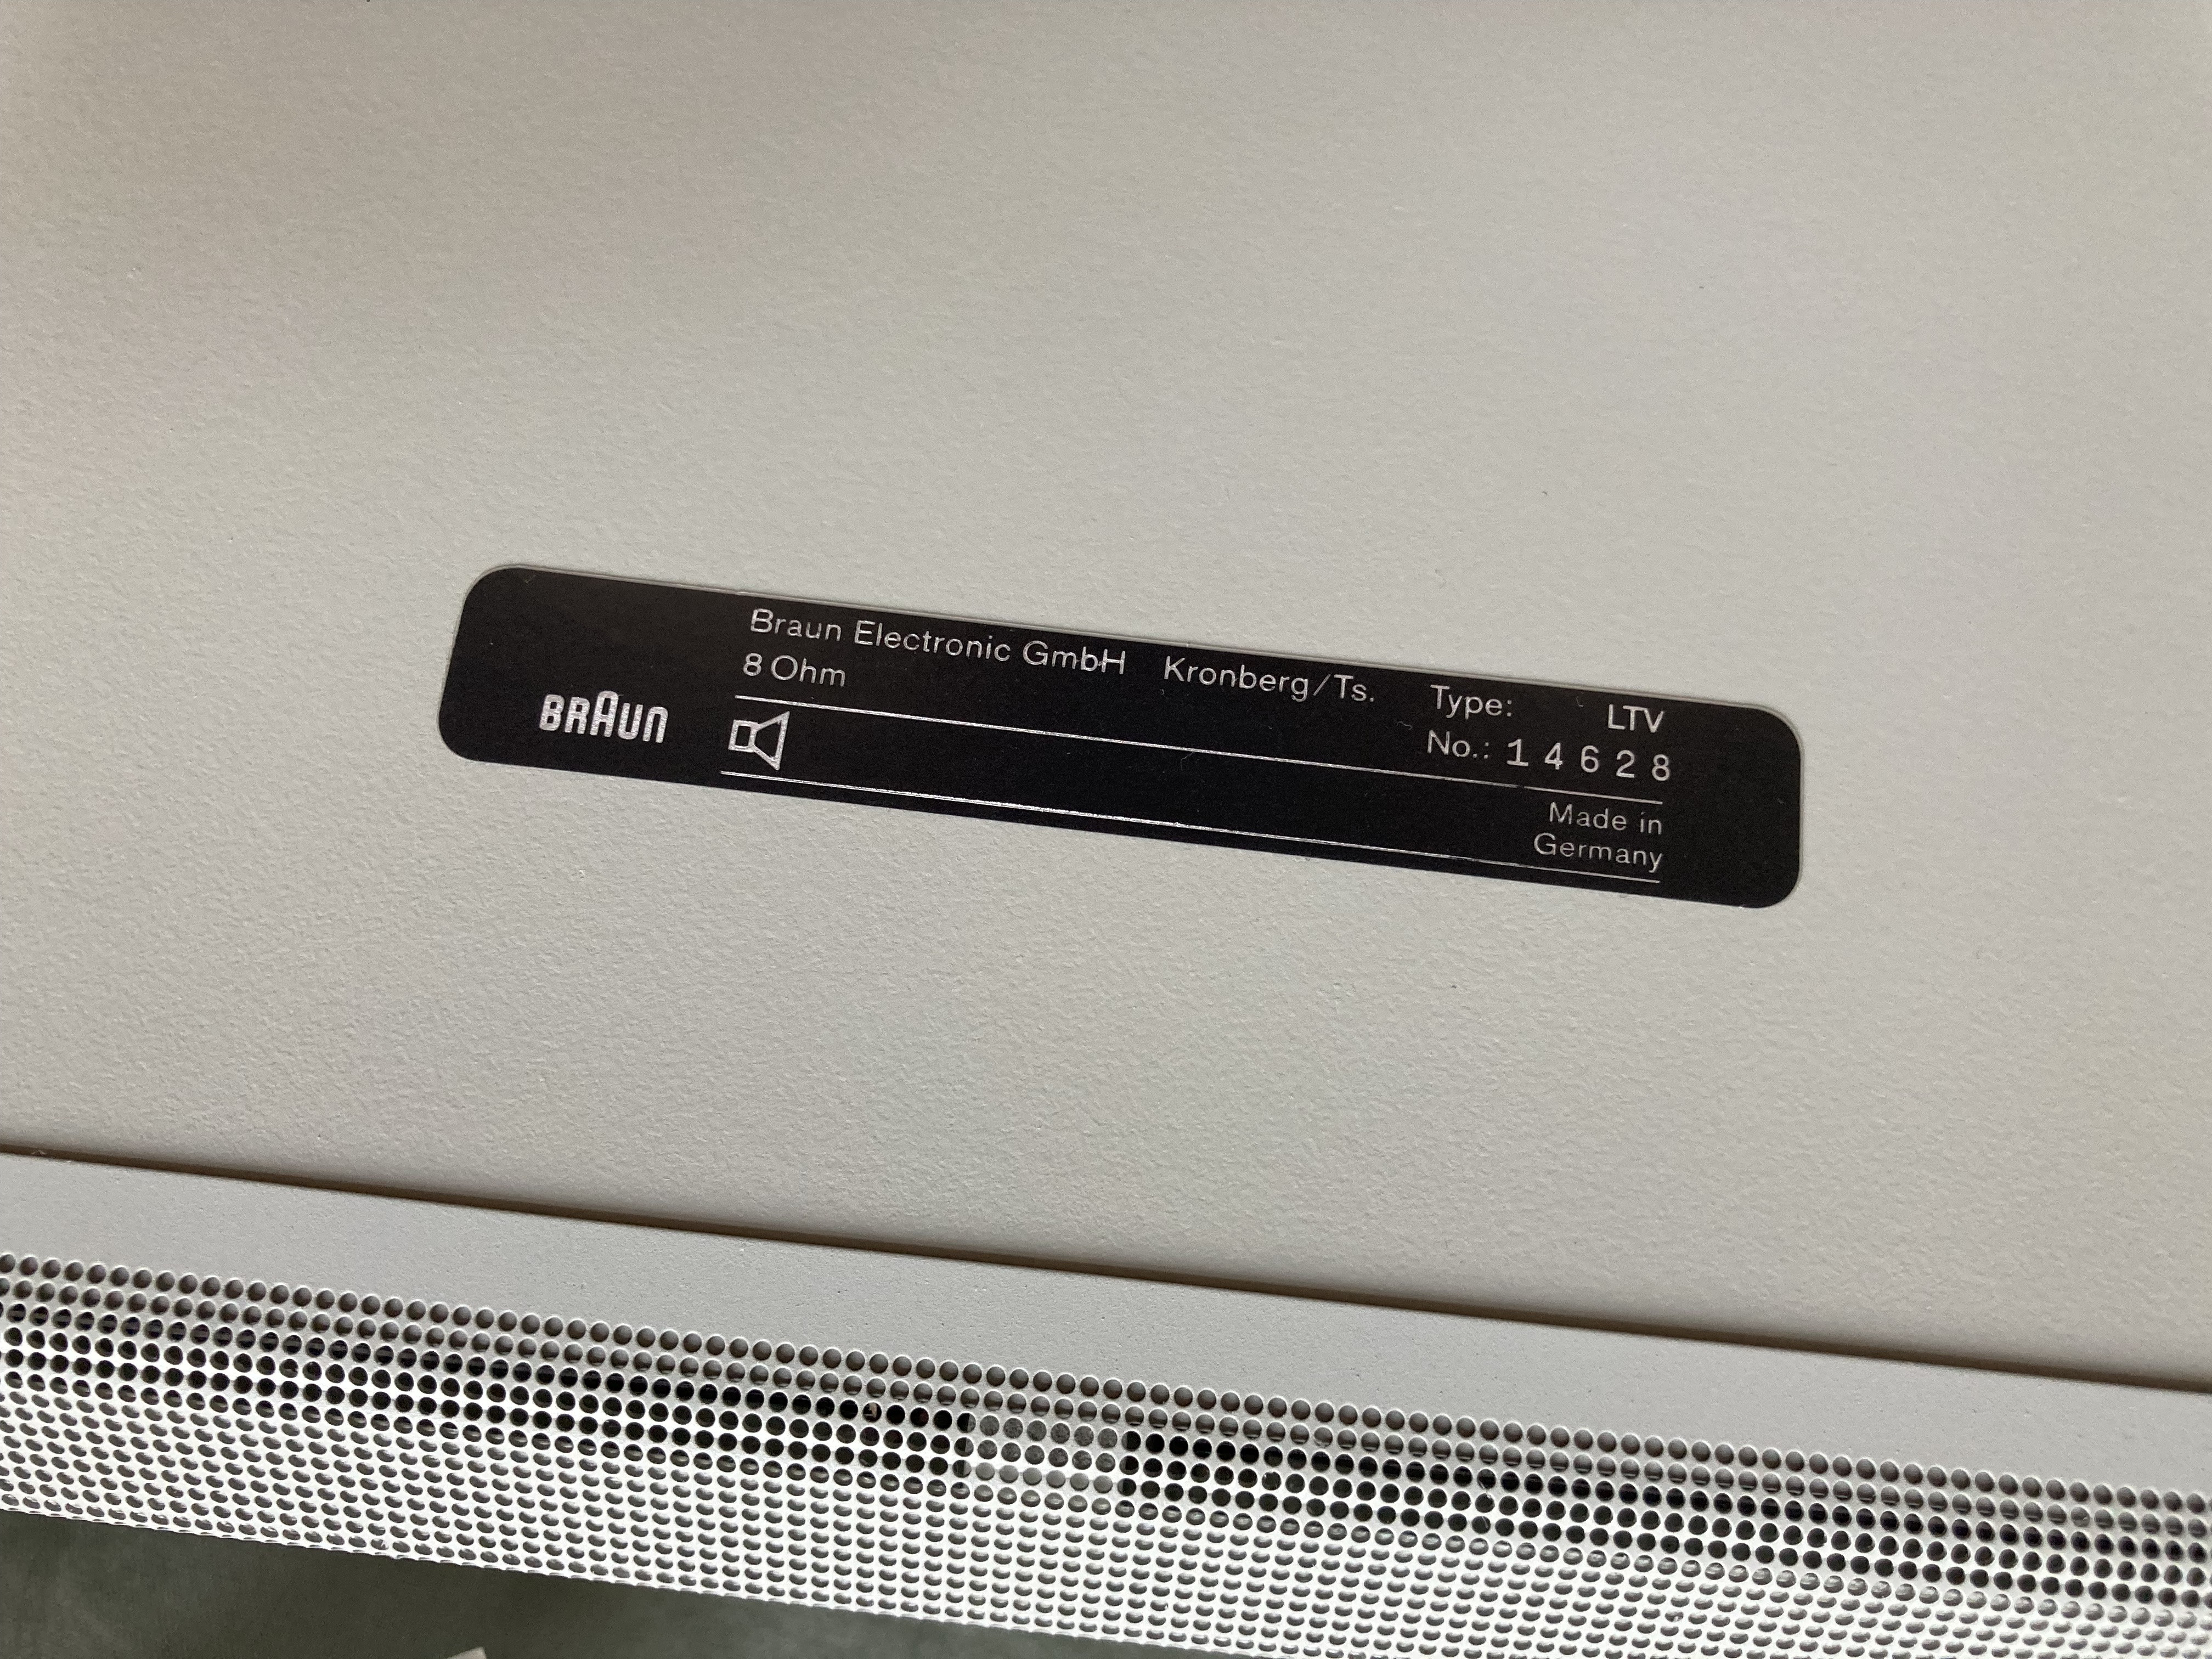 BRAUN
Braun Electronic GmbH Kronberg/Ts. Type: LTV
8 Ohm No.: 14628
Made in
Germany